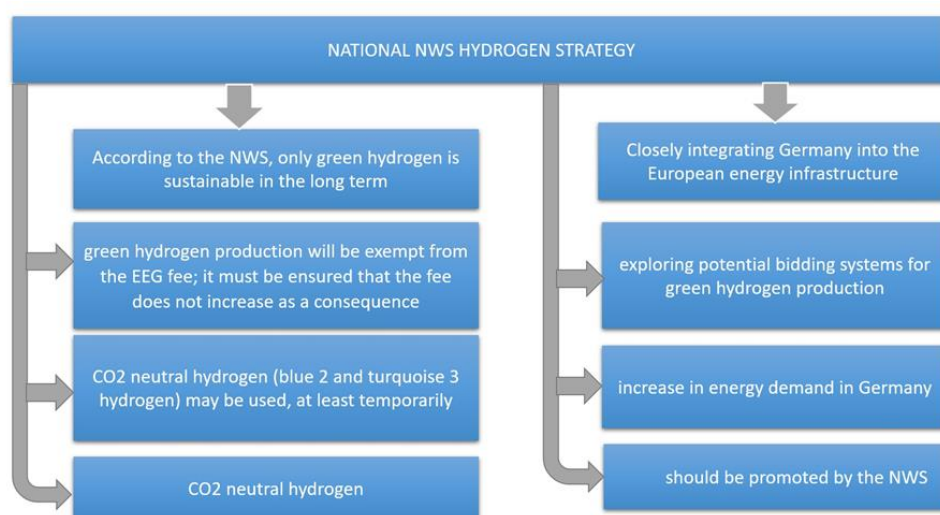 NATIONAL NWS HYDROGEN STRATEGY
According to the NWS, only green hydrogen is
sustainable in the long term
green hydrogen production will be exempt from
the EEG fee; it must be ensured that the fee
does not increase as a consequence
CO2 neutral hydrogen (blue 2 and turquoise 3
hydrogen) may be used, at least temporarily
CO2 neutral hydrogen
Closely integrating Germany into the
European energy infrastructure
exploring potential bidding systems for
green hydrogen production
increase in energy demand in Germany
should be promoted by the NWS